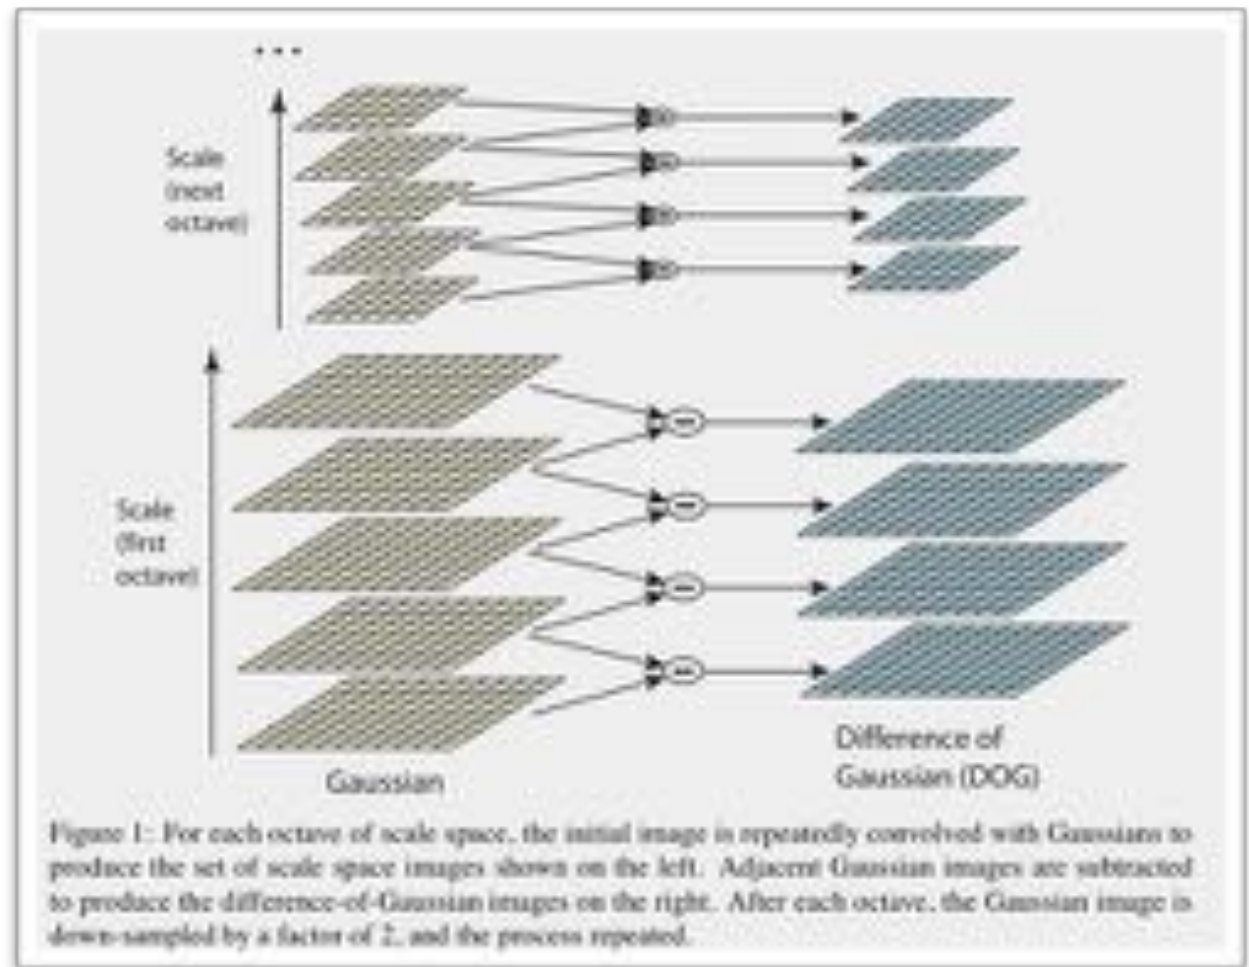 ...
Scale
(next
octave)
Scale
(first
octave)
Gaussian
Difference of
Gaussian (DOG)
Figure 1: For each octave of scale space, the initial image is repeatedly convolved with Gaussians to
produce the set of scale space images shown on the left. Adjacent Gaussian images are subtracted
to produce the difference-of-Gaussian images on the right. After each octave, the Gaussian image is
down-sampled by a factor of 2, and the process repeated.